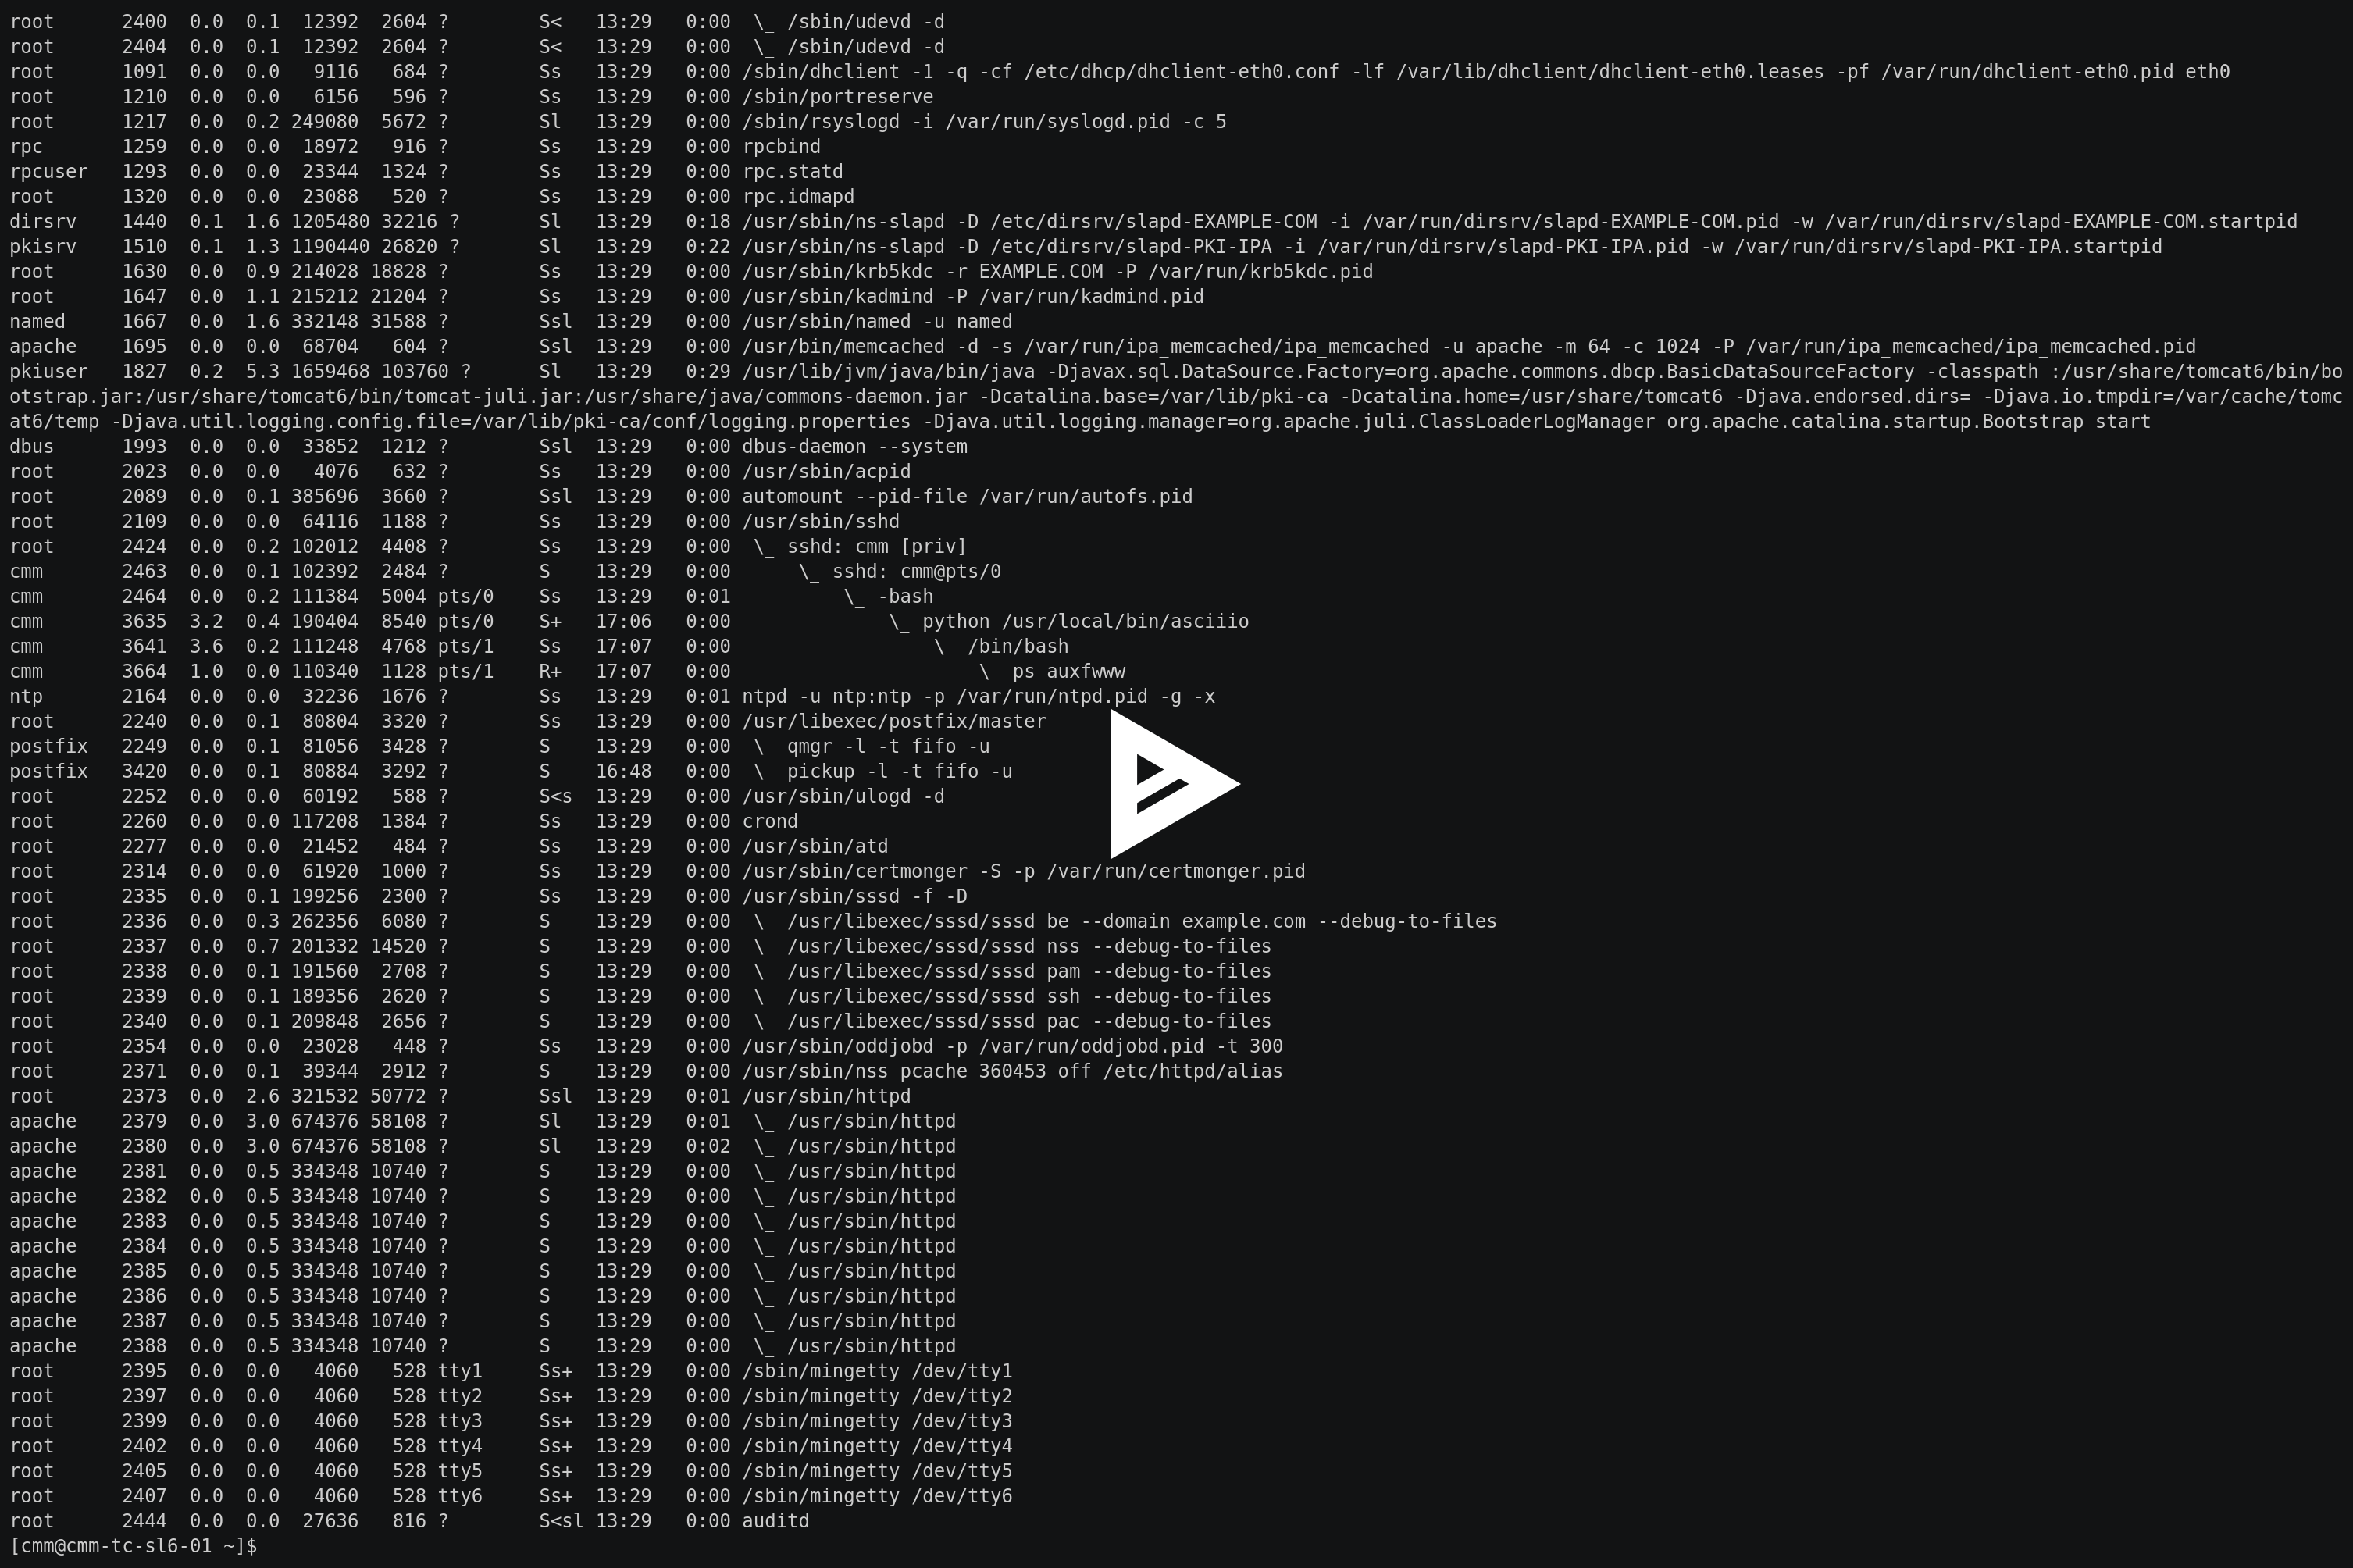 root      2400  0.0  0.1  12392  2604 ?        S<   13:29   0:00  \_ /sbin/udevd -d
root      2404  0.0  0.1  12392  2604 ?        S<   13:29   0:00  \_ /sbin/udevd -d
root      1091  0.0  0.0   9116   684 ?        Ss   13:29   0:00 /sbin/dhclient -1 -q -cf /etc/dhcp/dhclient-eth0.conf -lf /var/lib/dhclient/dhclient-eth0.leases -pf /var/run/dhclient-eth0.pid eth0
root      1210  0.0  0.0   6156   596 ?        Ss   13:29   0:00 /sbin/portreserve
root      1217  0.0  0.2 249080  5672 ?        Sl   13:29   0:00 /sbin/rsyslogd -i /var/run/syslogd.pid -c 5
rpc       1259  0.0  0.0  18972   916 ?        Ss   13:29   0:00 rpcbind
rpcuser   1293  0.0  0.0  23344  1324 ?        Ss   13:29   0:00 rpc.statd
root      1320  0.0  0.0  23088   520 ?        Ss   13:29   0:00 rpc.idmapd
dirsrv    1440  0.1  1.6 1205480 32216 ?       Sl   13:29   0:18 /usr/sbin/ns-slapd -D /etc/dirsrv/slapd-EXAMPLE-COM -i /var/run/dirsrv/slapd-EXAMPLE-COM.pid -w /var/run/dirsrv/slapd-EXAMPLE-COM.startpid
pkisrv    1510  0.1  1.3 1190440 26820 ?       Sl   13:29   0:22 /usr/sbin/ns-slapd -D /etc/dirsrv/slapd-PKI-IPA -i /var/run/dirsrv/slapd-PKI-IPA.pid -w /var/run/dirsrv/slapd-PKI-IPA.startpid
root      1630  0.0  0.9 214028 18828 ?        Ss   13:29   0:00 /usr/sbin/krb5kdc -r EXAMPLE.COM -P /var/run/krb5kdc.pid
root      1647  0.0  1.1 215212 21204 ?        Ss   13:29   0:00 /usr/sbin/kadmind -P /var/run/kadmind.pid
named     1667  0.0  1.6 332148 31588 ?        Ssl  13:29   0:00 /usr/sbin/named -u named
apache    1695  0.0  0.0  68704   604 ?        Ssl  13:29   0:00 /usr/bin/memcached -d -s /var/run/ipa_memcached/ipa_memcached -u apache -m 64 -c 1024 -P /var/run/ipa_memcached/ipa_memcached.pid
pkiuser   1827  0.2  5.3 1659468 103760 ?      Sl   13:29   0:29 /usr/lib/jvm/java/bin/java -Djavax.sql.DataSource.Factory=org.apache.commons.dbcp.BasicDataSourceFactory -classpath :/usr/share/tomcat6/bin/bo
otstrap.jar:/usr/share/tomcat6/bin/tomcat-juli.jar:/usr/share/java/commons-daemon.jar -Dcatalina.base=/var/lib/pki-ca -Dcatalina.home=/usr/share/tomcat6 -Djava.endorsed.dirs= -Djava.io.tmpdir=/var/cache/tomc
at6/temp -Djava.util.logging.config.file=/var/lib/pki-ca/conf/logging.properties -Djava.util.logging.manager=org.apache.juli.ClassLoaderLogManager org.apache.catalina.startup.Bootstrap start
dbus      1993  0.0  0.0  33852  1212 ?        Ssl  13:29   0:00 dbus-daemon --system
root      2023  0.0  0.0   4076   632 ?        Ss   13:29   0:00 /usr/sbin/acpid
root      2089  0.0  0.1 385696  3660 ?        Ssl  13:29   0:00 automount --pid-file /var/run/autofs.pid
root      2109  0.0  0.0  64116  1188 ?        Ss   13:29   0:00 /usr/sbin/sshd
root      2424  0.0  0.2 102012  4408 ?        Ss   13:29   0:00  \_ sshd: cmm [priv]
cmm       2463  0.0  0.1 102392  2484 ?        S    13:29   0:00      \_ sshd: cmm@pts/0
cmm       2464  0.0  0.2 111384  5004 pts/0    Ss   13:29   0:01          \_ -bash
cmm       3635  3.2  0.4 190404  8540 pts/0    S+   17:06   0:00              \_ python /usr/local/bin/asciiio
cmm       3641  3.6  0.2 111248  4768 pts/1    Ss   17:07   0:00                  \_ /bin/bash
cmm       3664  1.0  0.0 110340  1128 pts/1    R+   17:07   0:00                      \_ ps auxfwww
ntp       2164  0.0  0.0  32236  1676 ?        Ss   13:29   0:01 ntpd -u ntp:ntp -p /var/run/ntpd.pid -g -x
root      2240  0.0  0.1  80804  3320 ?        Ss   13:29   0:00 /usr/libexec/postfix/master
postfix   2249  0.0  0.1  81056  3428 ?        S    13:29   0:00  \_ qmgr -l -t fifo -u
postfix   3420  0.0  0.1  80884  3292 ?        S    16:48   0:00  \_ pickup -l -t fifo -u
root      2252  0.0  0.0  60192   588 ?        S<s  13:29   0:00 /usr/sbin/ulogd -d
root      2260  0.0  0.0 117208  1384 ?        Ss   13:29   0:00 crond
root      2277  0.0  0.0  21452   484 ?        Ss   13:29   0:00 /usr/sbin/atd
root      2314  0.0  0.0  61920  1000 ?        Ss   13:29   0:00 /usr/sbin/certmonger -S -p /var/run/certmonger.pid
root      2335  0.0  0.1 199256  2300 ?        Ss   13:29   0:00 /usr/sbin/sssd -f -D
root      2336  0.0  0.3 262356  6080 ?        S    13:29   0:00  \_ /usr/libexec/sssd/sssd_be --domain example.com --debug-to-files
root      2337  0.0  0.7 201332 14520 ?        S    13:29   0:00  \_ /usr/libexec/sssd/sssd_nss --debug-to-files
root      2338  0.0  0.1 191560  2708 ?        S    13:29   0:00  \_ /usr/libexec/sssd/sssd_pam --debug-to-files
root      2339  0.0  0.1 189356  2620 ?        S    13:29   0:00  \_ /usr/libexec/sssd/sssd_ssh --debug-to-files
root      2340  0.0  0.1 209848  2656 ?        S    13:29   0:00  \_ /usr/libexec/sssd/sssd_pac --debug-to-files
root      2354  0.0  0.0  23028   448 ?        Ss   13:29   0:00 /usr/sbin/oddjobd -p /var/run/oddjobd.pid -t 300
root      2371  0.0  0.1  39344  2912 ?        S    13:29   0:00 /usr/sbin/nss_pcache 360453 off /etc/httpd/alias
root      2373  0.0  2.6 321532 50772 ?        Ssl  13:29   0:01 /usr/sbin/httpd
apache    2379  0.0  3.0 674376 58108 ?        Sl   13:29   0:01  \_ /usr/sbin/httpd
apache    2380  0.0  3.0 674376 58108 ?        Sl   13:29   0:02  \_ /usr/sbin/httpd
apache    2381  0.0  0.5 334348 10740 ?        S    13:29   0:00  \_ /usr/sbin/httpd
apache    2382  0.0  0.5 334348 10740 ?        S    13:29   0:00  \_ /usr/sbin/httpd
apache    2383  0.0  0.5 334348 10740 ?        S    13:29   0:00  \_ /usr/sbin/httpd
apache    2384  0.0  0.5 334348 10740 ?        S    13:29   0:00  \_ /usr/sbin/httpd
apache    2385  0.0  0.5 334348 10740 ?        S    13:29   0:00  \_ /usr/sbin/httpd
apache    2386  0.0  0.5 334348 10740 ?        S    13:29   0:00  \_ /usr/sbin/httpd
apache    2387  0.0  0.5 334348 10740 ?        S    13:29   0:00  \_ /usr/sbin/httpd
apache    2388  0.0  0.5 334348 10740 ?        S    13:29   0:00  \_ /usr/sbin/httpd
root      2395  0.0  0.0   4060   528 tty1     Ss+  13:29   0:00 /sbin/mingetty /dev/tty1
root      2397  0.0  0.0   4060   528 tty2     Ss+  13:29   0:00 /sbin/mingetty /dev/tty2
root      2399  0.0  0.0   4060   528 tty3     Ss+  13:29   0:00 /sbin/mingetty /dev/tty3
root      2402  0.0  0.0   4060   528 tty4     Ss+  13:29   0:00 /sbin/mingetty /dev/tty4
root      2405  0.0  0.0   4060   528 tty5     Ss+  13:29   0:00 /sbin/mingetty /dev/tty5
root      2407  0.0  0.0   4060   528 tty6     Ss+  13:29   0:00 /sbin/mingetty /dev/tty6
root      2444  0.0  0.0  27636   816 ?        S<sl 13:29   0:00 auditd
[cmm@cmm-tc-sl6-01 ~]$